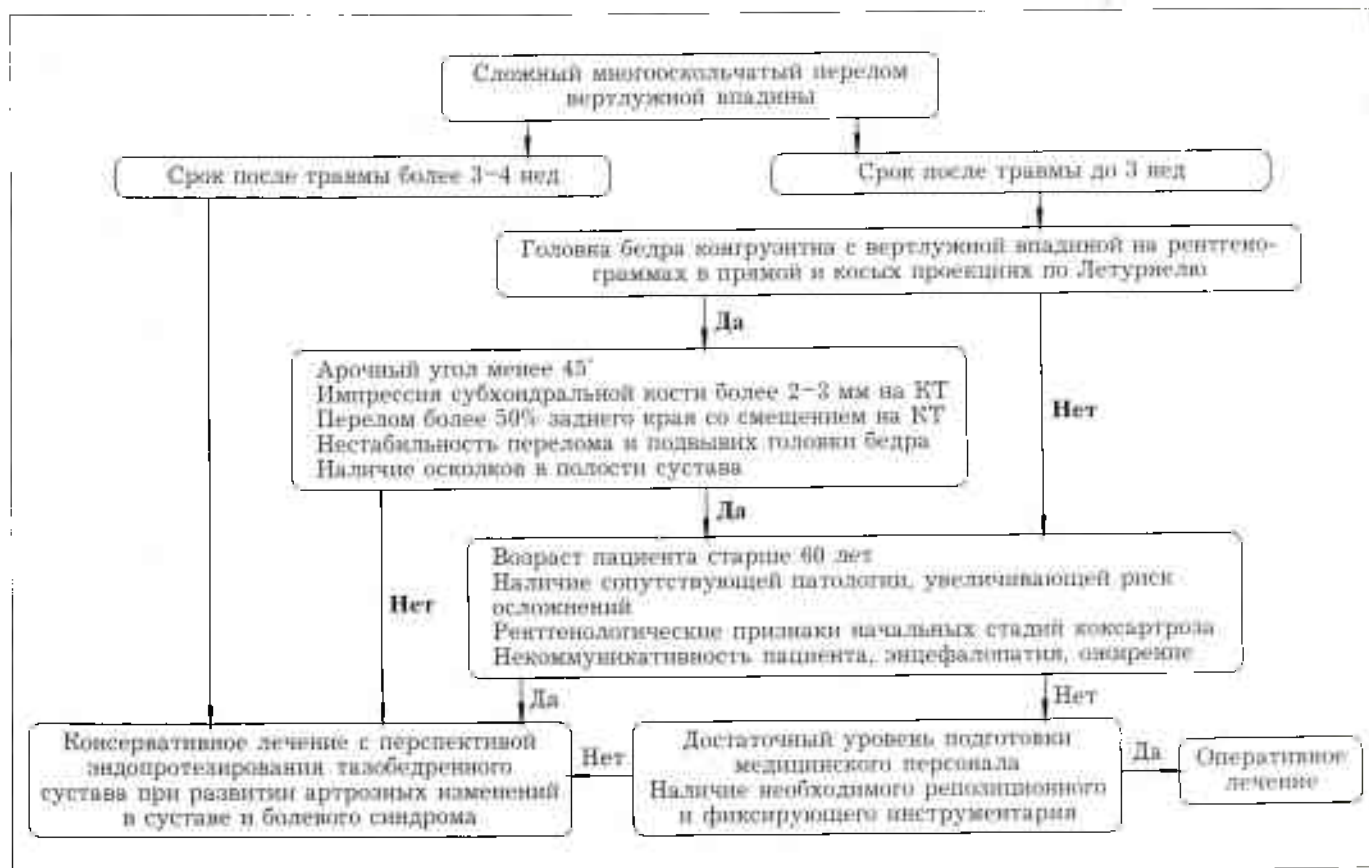 Сложный многооскольчатый перелом
вертлужной впадины
Срок после травмы более 3-4 нед
Срок после травмы до 3 нед
Головка бедра конгруэнтна с вертлужной впадиной на рентгено-
граммах в прямой и косых проекциях по Летурнелю
Да
Арочный угол менее 45°
Импрессия субхондральной кости более 2-3 мм на КТ
Перелом более 50% заднего края со смещением на КТ
Нестабильность перелома и подвывих головки бедра
Наличие осколков в полости сустава
Нет
Да
Возраст пациента старше 60 лет
Наличие сопутствующей патологии, увеличивающей риск
осложнений
Рентгенологические признаки начальных стадий коксартроза
Некоммуникативность пациента, энцефалопатия, ожирение
Нет
Да
Нет
Консервативное лечение с перспективой
эндопротезирования тазобедренного
сустава при развитии артрозных изменений
в суставе и болевого синдрома
Нет
Достаточный уровень подготовки
медицинского персонала
Наличие необходимого репозиционного
и фиксирующего инструментария
Да
Оперативное
лечение